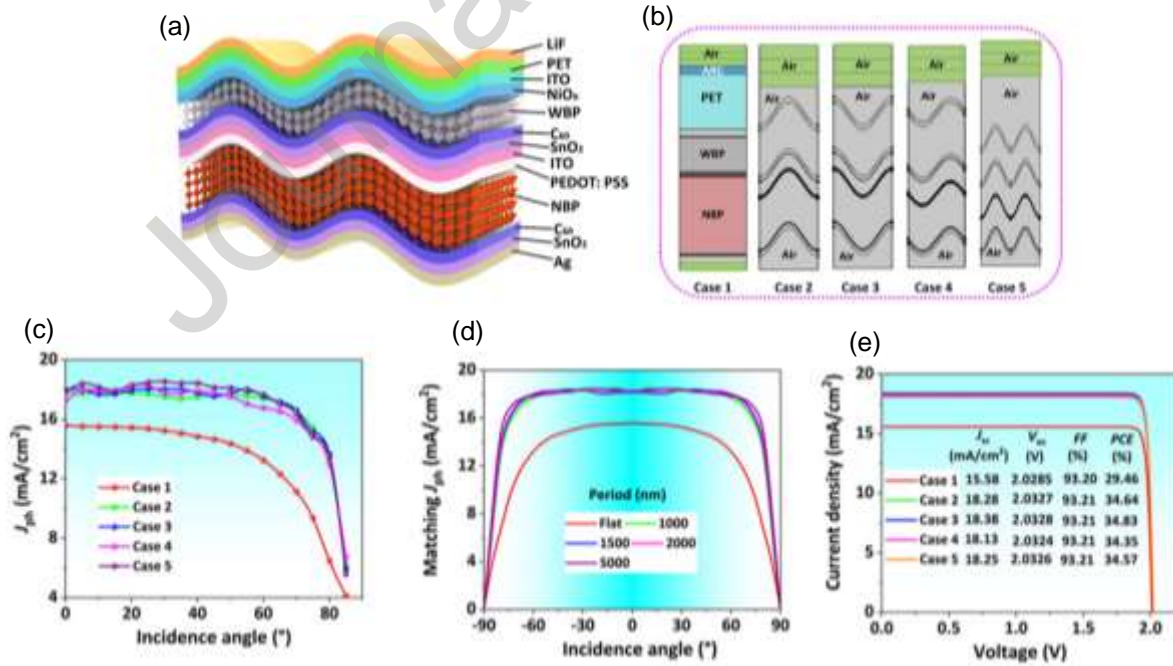 (a)
LiF
PET
ITO
NiOx
WBP
C60
SnO2
ITO
PEDOT: PSS
NBP
C60
SnO2
Ag
(b)
Air
PET
WBP
NBP
Case 1
Air
Air
Air
Case 2
Air
Air
Air
Case 3
Air
Air
Air
Case 4
Air
Air
Air
Case 5
(c)
Jph (mA/cm2)
20
16
12
8
4
Case 1
Case 2
Case 3
Case 4
Case 5
0 20 40 60 80
Incidence angle (°)
(d)
Matching Jph (mA/cm2)
20
16
12
8
4
0
Period (nm)
Flat 1000
1500 2000
5000
-90 -60 -30 0 30 60 90
Incidence angle (°)
(e)
Current density (mA/cm2)
20
15
10
5
0
Jsc Voc FF PCE
(mA/cm2) (V) (%) (%)
Case 1 15.58 2.0285 93.20 29.46
Case 2 18.28 2.0327 93.21 34.64
Case 3 18.38 2.0328 93.21 34.83
Case 4 18.13 2.0324 93.21 34.35
Case 5 18.25 2.0326 93.21 34.57
0.0 0.5 1.0 1.5 2.0
Voltage (V)
Journa